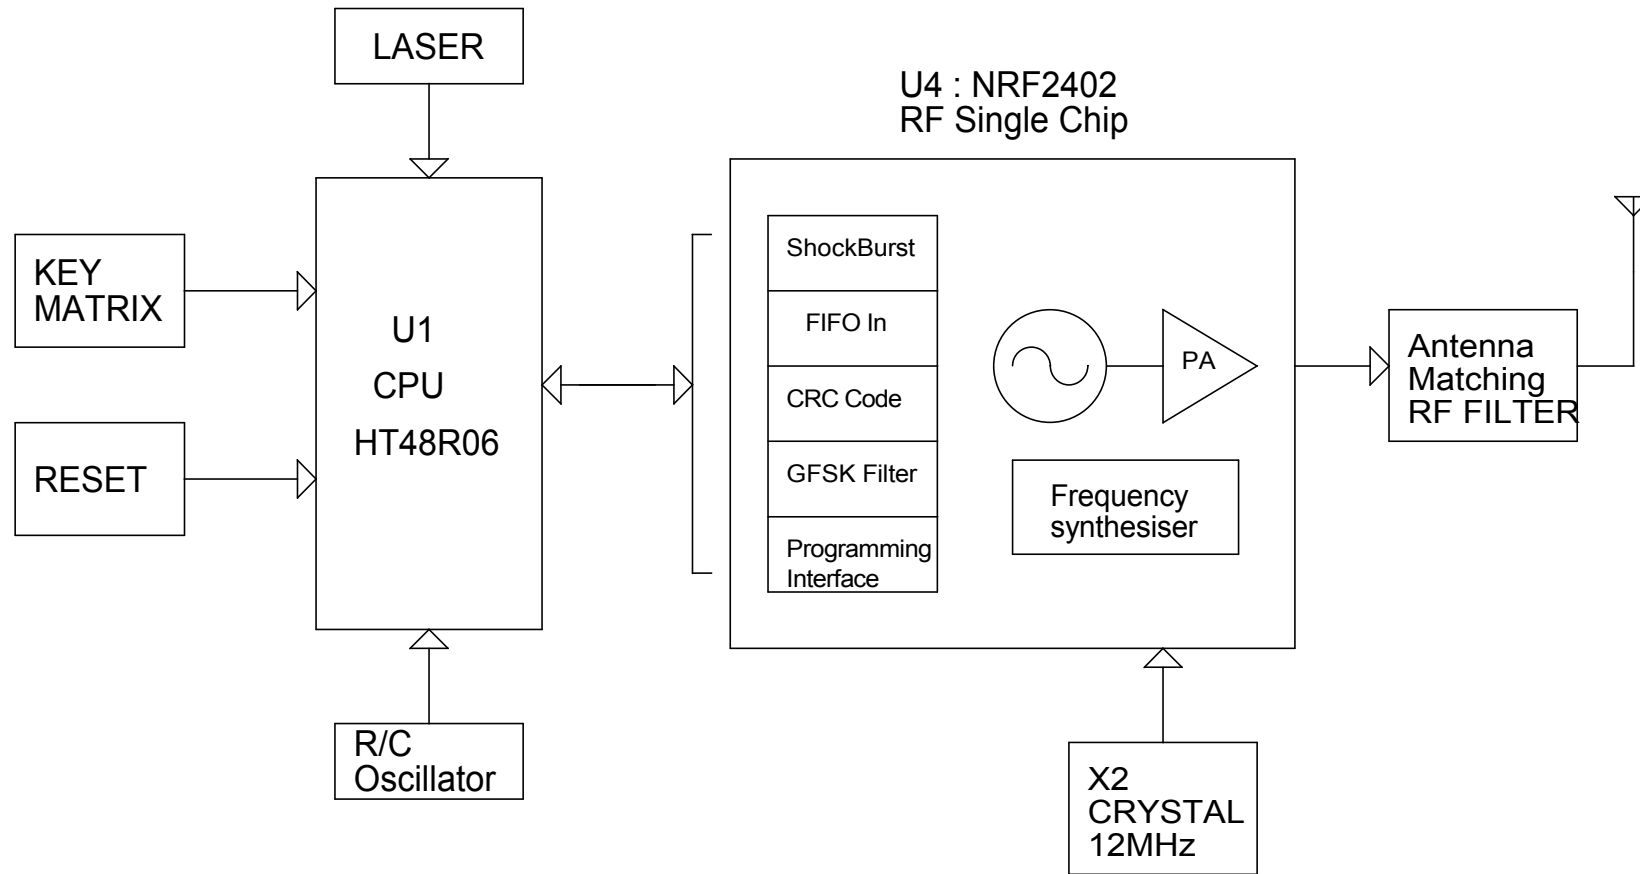 LASER
U4 : NRF2402
RF Single Chip
KEY
MATRIX
RESET
U1
CPU
HT48R06
ShockBurst
FIFO In
CRC Code
GFSK Filter
Programming
Interface
PA
Frequency
synthesiser
Antenna
Matching
RF FILTER
R/C
Oscillator
X2
CRYSTAL
12MHz